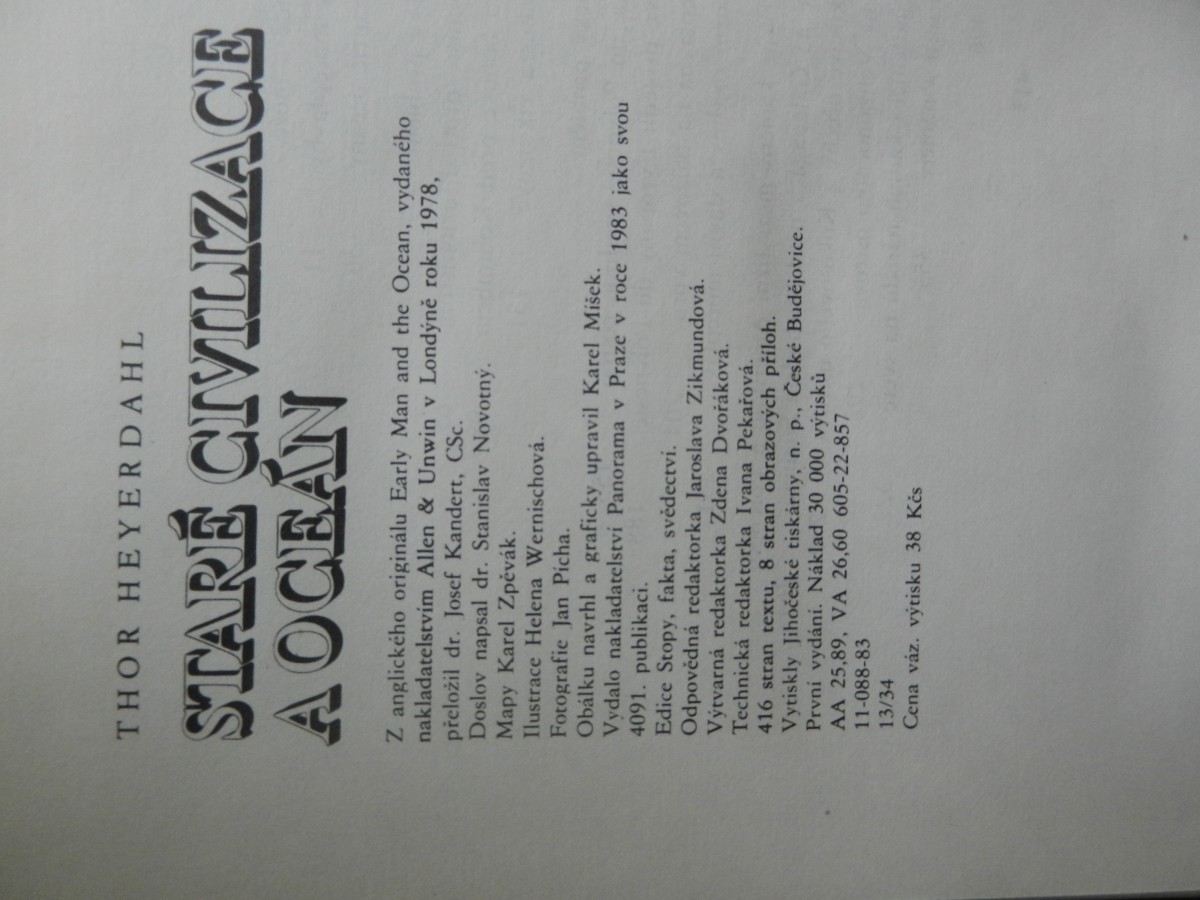 THOR HEYERDAHL
STARÉ CIVILIZACE
A OCEÁN
Z anglického originálu Early Man and the Ocean, vydaného
nakladatelstvím Allen & Unwin v Londýně roku 1978,
přeložil dr. Josef Kandert, CSc.
Doslov napsal dr. Stanislav Novotný.
Mapy Karel Zpěvák.
Ilustrace Helena Wernischová.
Fotografie Jan Pícha.
Obálku navrhl a graficky upravil Karel Míšek.
Vydalo nakladatelství Panorama v Praze v roce 1983 jako svou
4091. publikaci.
Edice Stopy, fakta, svědectví.
Odpovědná redaktorka Jaroslava Zikmundová.
Výtvarná redaktorka Zdena Dvořáková.
Technická redaktorka Ivana Pekařová.
416 stran textu, 8 stran obrazových příloh.
Vytiskly Jihočeské tiskárny, n. p., České Budějovice.
První vydání. Náklad 30 000 výtisků
AA 25,89, VA 26,60 605-22-857
11-088-83
13/34
Cena váz. výtisku 38 Kčs